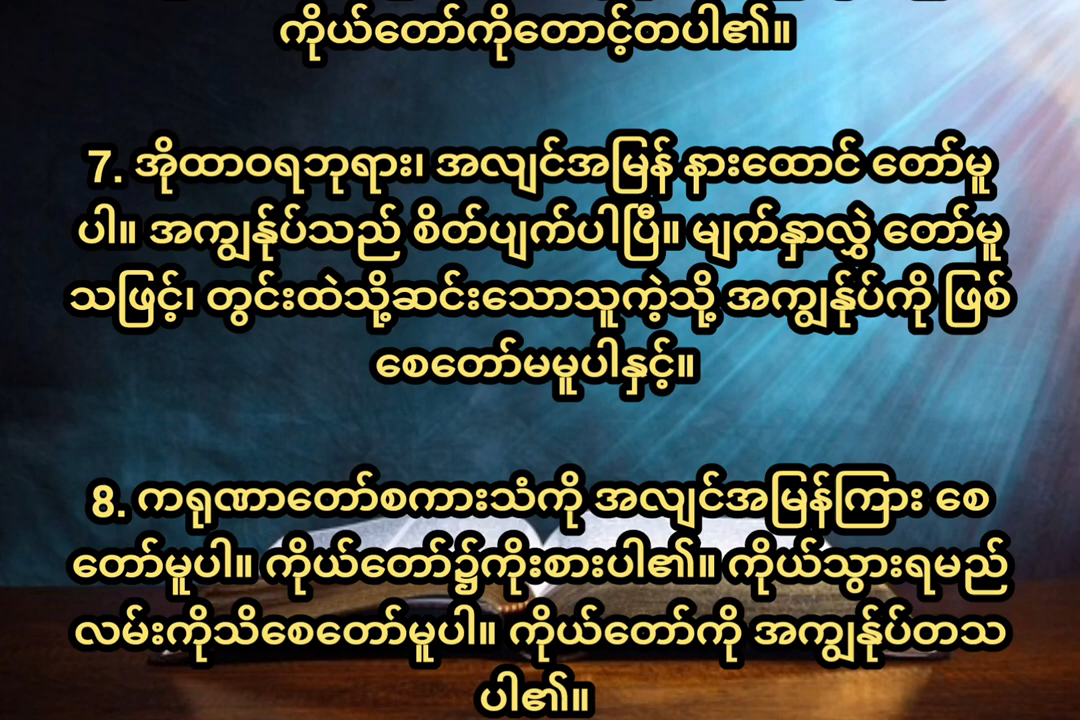 ကိုယ်တော်ကိုတောင့်တပါ၏။
7. အိုထာဝရဘုရား၊ အလျင်အမြန် နားထောင် တော်မူ
ပါ။ အကျွန်ုပ်သည် စိတ်ပျက်ပါပြီ။ မျက်နှာလွှဲ တော်မူ
သဖြင့်၊ တွင်းထဲသို့ဆင်းသောသူကဲ့သို့ အကျွန်ုပ်ကို ဖြစ်
စေတော်မမူပါနှင့်။
8. ကရုဏာတော်စကားသံကို အလျင်အမြန်ကြား စေ
တော်မူပါ။ ကိုယ်တော်၌ကိုးစားပါ၏။ ကိုယ်သွားရမည်
လမ်းကိုသိစေတော်မူပါ။ ကိုယ်တော်ကို အကျွန်ုပ်တသ
ပါ၏။